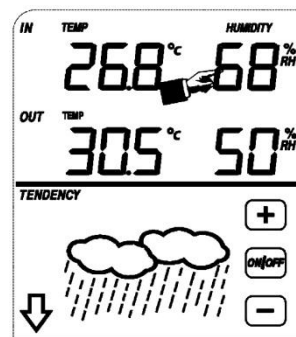 IN TEMP HUMIDITY
26.8 °C 68 % RH
OUT TEMP
30.5 °C 50 % RH
TENDENCY
+
ON/OFF
−